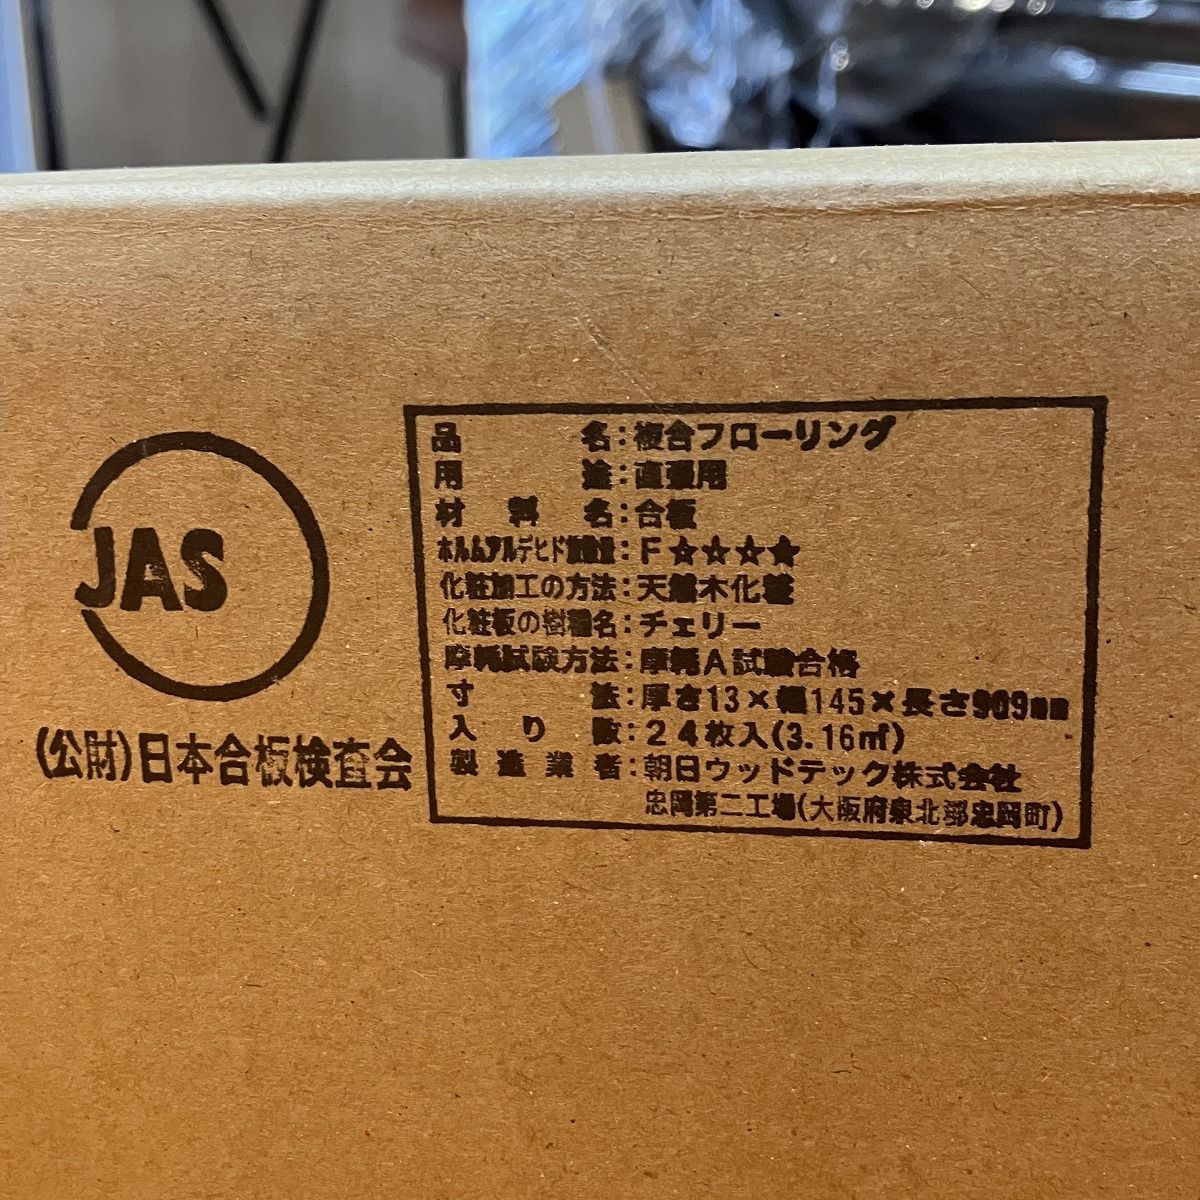 JAS
(公財)日本合板検査会
品名:複合フローリング
用途:直張用
材料名:合板
ホルムアルデヒド放散量:F☆☆☆☆
化粧加工の方法:天然木化粧
化粧板の樹種名:チェリー
摩耗試験方法:摩耗A試験合格
寸法:厚さ13×幅145×長さ909mm
入り数:24枚入(3.16㎡)
製造業者:朝日ウッドテック株式会社
忠岡第二工場(大阪府泉北郡忠岡町)